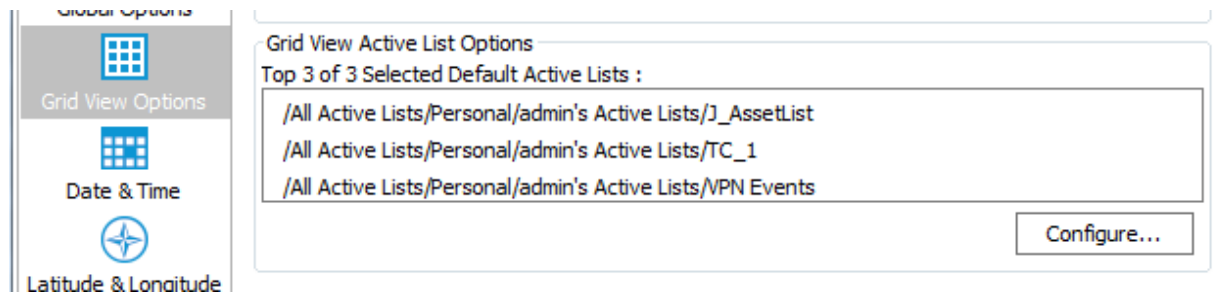 Global Options
Grid View Options
Date & Time
Latitude & Longitude
Grid View Active List Options
Top 3 of 3 Selected Default Active Lists :
/All Active Lists/Personal/admin's Active Lists/J_AssetList
/All Active Lists/Personal/admin's Active Lists/TC_1
/All Active Lists/Personal/admin's Active Lists/VPN Events
Configure...